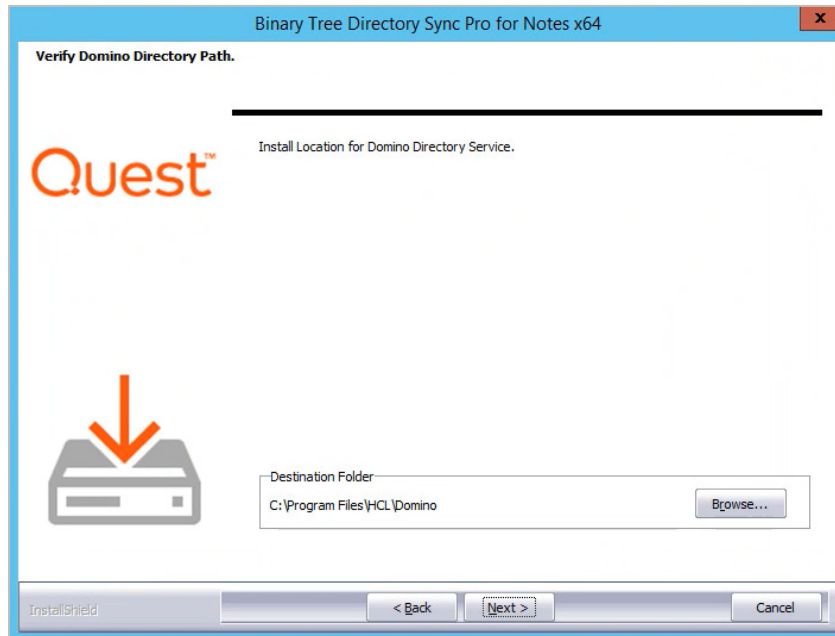 Binary Tree Directory Sync Pro for Notes x64
x
Verify Domino Directory Path.
Quest™
Install Location for Domino Directory Service.
Destination Folder
C:\Program Files\HCL\Domino
Browse...
InstallShield
< Back
Next >
Cancel